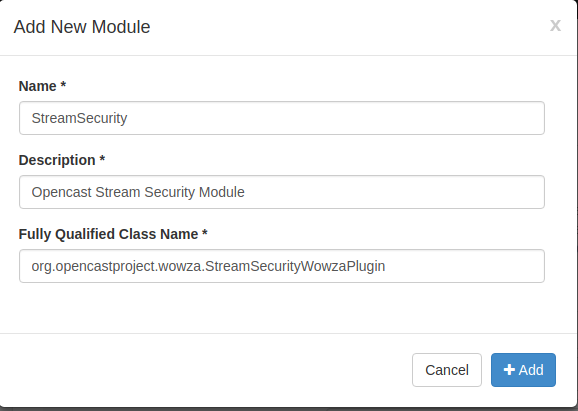 Add New Module
x
Name *
StreamSecurity
Description *
Opencast Stream Security Module
Fully Qualified Class Name *
org.opencastproject.wowza.StreamSecurityWowzaPlugin
Cancel
+ Add